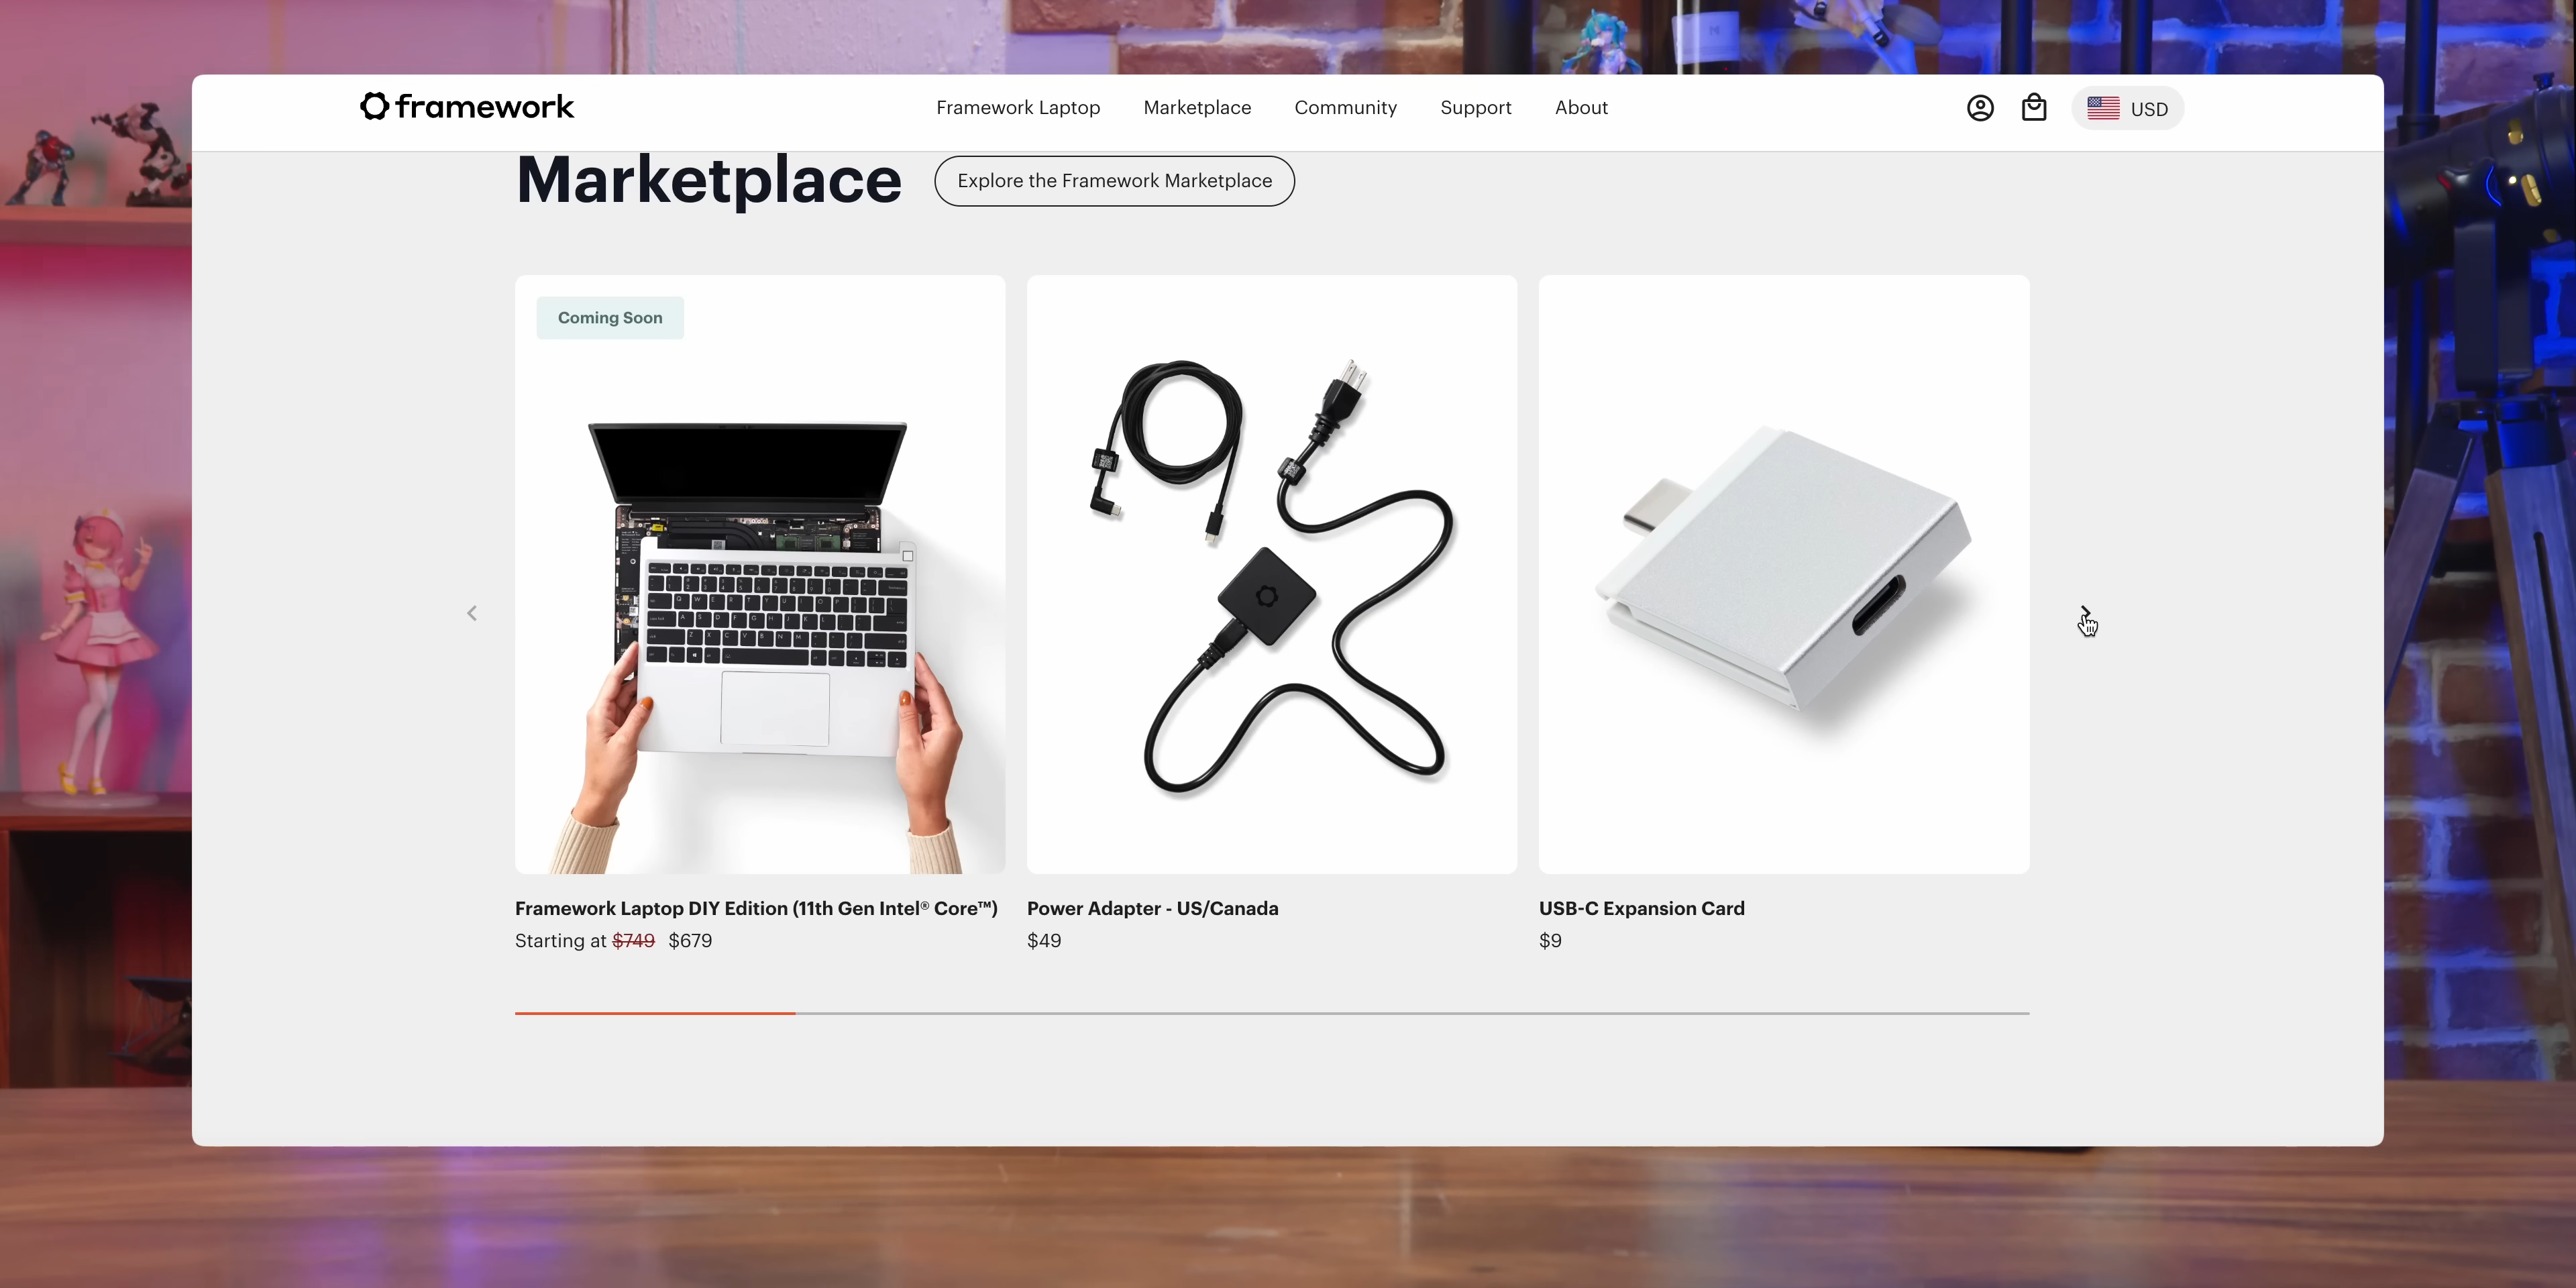 framework
Framework Laptop Marketplace Community Support About
USD
Marketplace
Explore the Framework Marketplace
Coming Soon
Framework Laptop DIY Edition (11th Gen Intel® Core™)
Starting at $749 $679
Power Adapter - US/Canada
$49
USB-C Expansion Card
$9